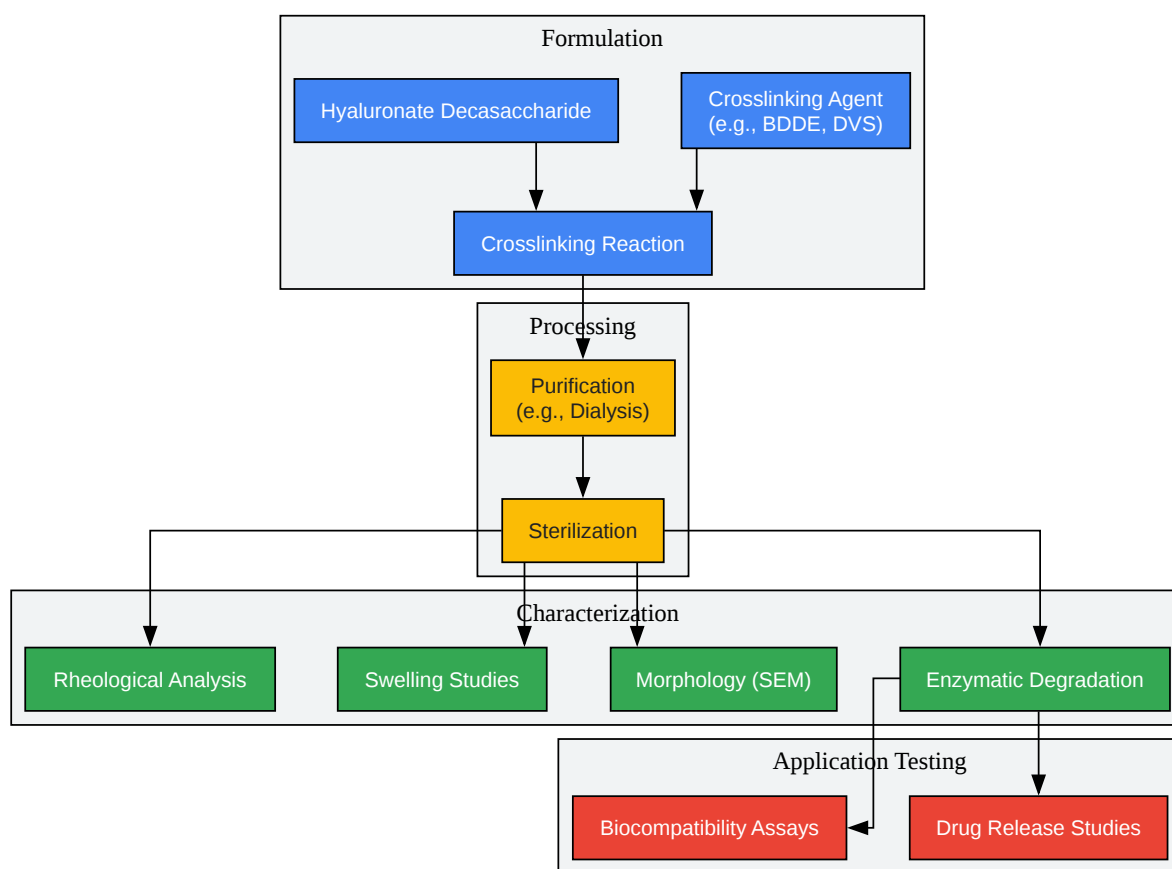 Formulation
Hyaluronate Decasaccharide
Crosslinking Agent
(e.g., BDDE, DVS)
Crosslinking Reaction
Processing
Purification
(e.g., Dialysis)
Sterilization
Characterization
Rheological Analysis
Swelling Studies
Morphology (SEM)
Enzymatic Degradation
Application Testing
Biocompatibility Assays
Drug Release Studies